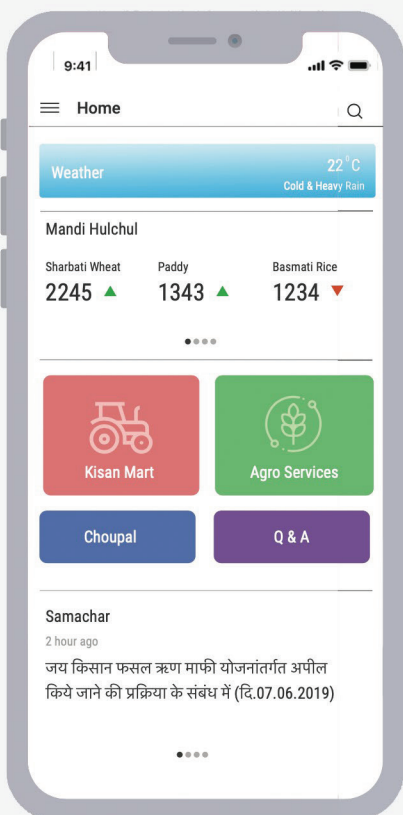 9:41
Home
Weather
22°C
Cold & Heavy Rain
Mandi Hulchul
Sharbati Wheat Paddy Basmati Rice
2245 1343 1234
Kisan Mart Agro Services
Choupal Q & A
Samachar
2 hour ago
जय किसान फसल ऋण माफी योजनांतर्गत अपील
किये जाने की प्रक्रिया के संबंध में (दि.07.06.2019)